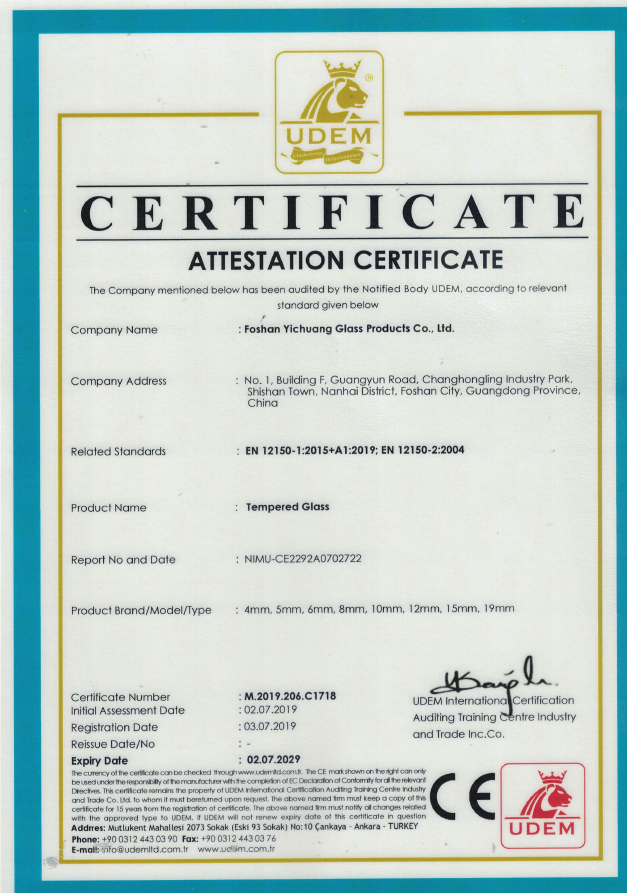 ®
UDEM
CERTIFICATE
ATTESTATION CERTIFICATE
The Company mentioned below has been audited by the Notified Body UDEM, according to relevant
standard given below
Company Name : Foshan Yichuang Glass Products Co., Ltd.
Company Address : No. 1, Building F, Guangyun Road, Changhongling Industry Park,
Shishan Town, Nanhai District, Foshan City, Guangdong Province,
China
Related Standards : EN 12150-1:2015+A1:2019; EN 12150-2:2004
Product Name : Tempered Glass
Report No and Date : NIMU-CE2292A0702722
Product Brand/Model/Type : 4mm, 5mm, 6mm, 8mm, 10mm, 12mm, 15mm, 19mm
Certificate Number : M.2019.206.C1718
Initial Assessment Date : 02.07.2019
Registration Date : 03.07.2019
Reissue Date/No : -
Expiry Date : 02.07.2029
UDEM International Certification
Auditing Training Centre Industry
and Trade Inc.Co.
The currency of the certificate can be checked through www.udemltd.com.tr. The CE mark shown on the right can only
be used under the responsibility of the manufacturer with the completion of EC Declaration of Conformity for all the relevant
Directives. This certificate remains the property of UDEM International Certification Auditing Training Centre Industry
and Trade Co. Ltd. to whom it must be returned upon request. The above named firm must keep a copy of this
certificate for 15 years from the registration of certificate. The above named firm must notify all changes related
with the approved type to UDEM. If UDEM will not renew expiry date of this certificate in question
Addrres: Mutlukent Mahallesi 2073 Sokak (Eski 93 Sokak) No:10 Çankaya - Ankara - TURKEY
Phone: +90 0312 443 03 90 Fax: +90 0312 443 03 76
E-mail: info@udemltd.com.tr www.udem.com.tr
CE
UDEM